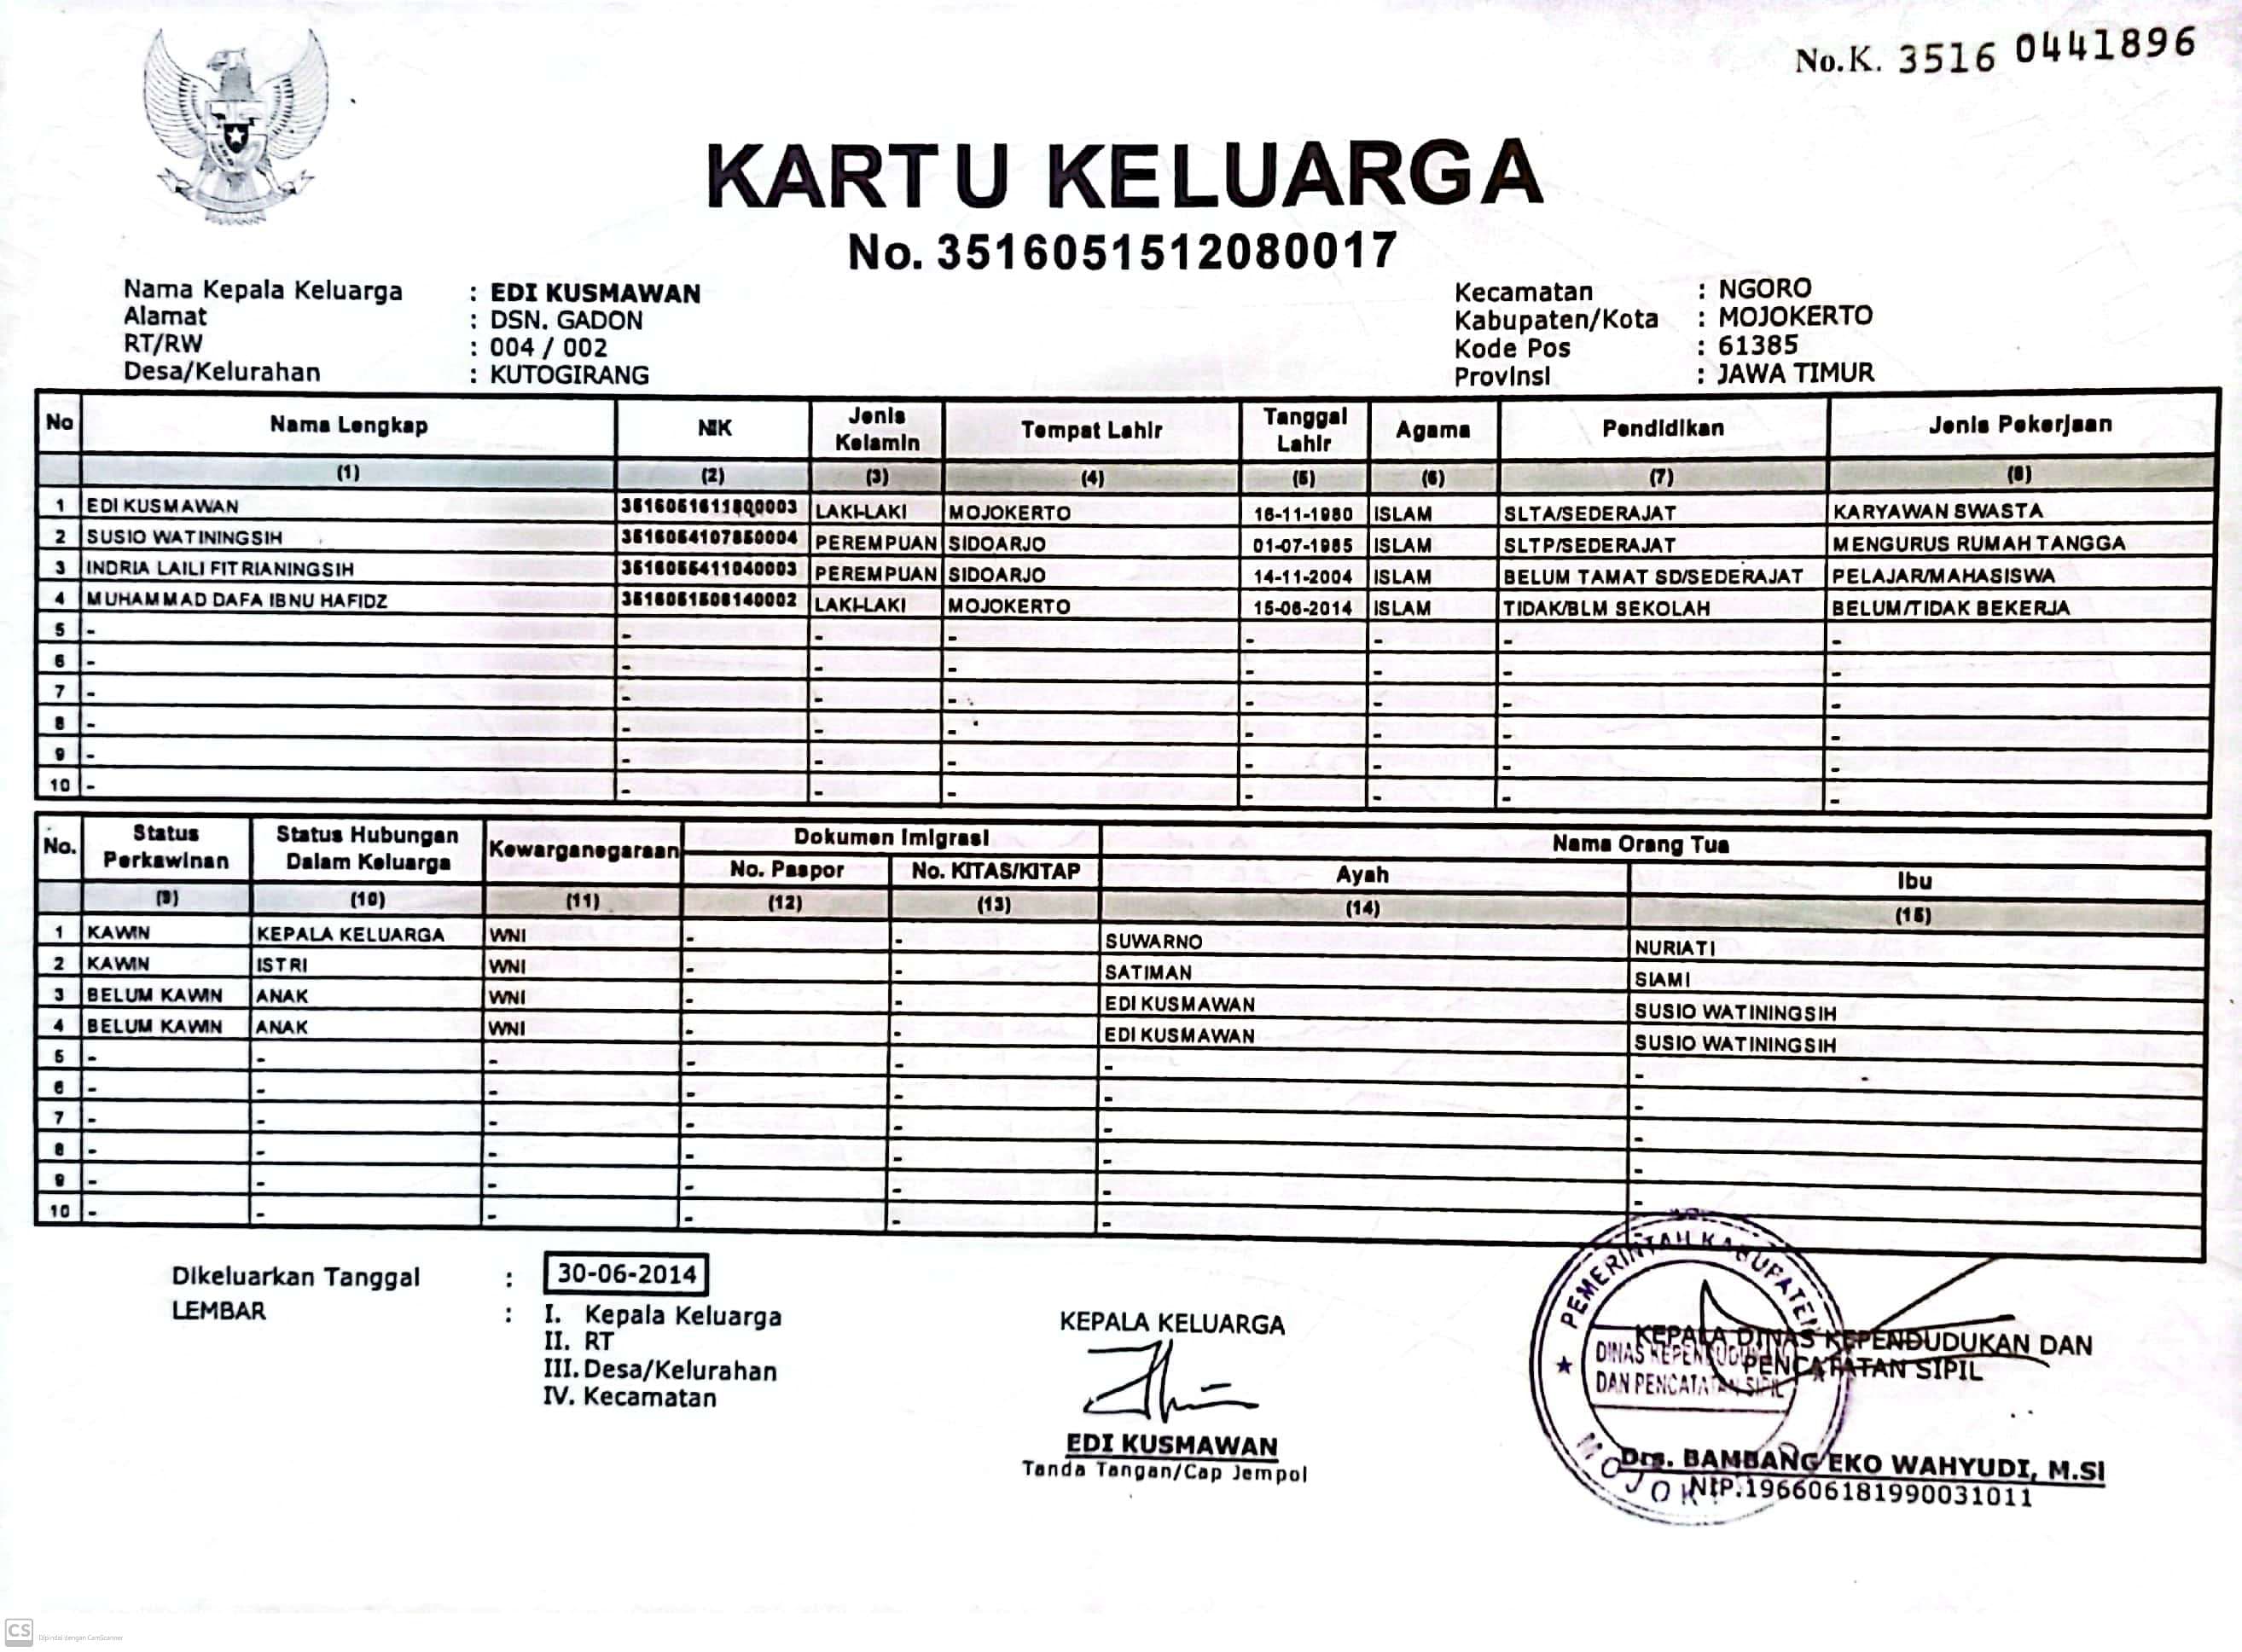 No.K. 3516 0441896
KARTU KELUARGA
No. 3516051512080017
Nama Kepala Keluarga : EDI KUSMAWAN
Alamat : DSN. GADON
RT/RW : 004 / 002
Desa/Kelurahan : KUTOGIRANG
Kecamatan : NGORO
Kabupaten/Kota : MOJOKERTO
Kode Pos : 61385
Provinsi : JAWA TIMUR
No Nama Lengkap NIK Jenis Kelamin Tempat Lahir Tanggal Lahir Agama Pendidikan Jenis Pekerjaan
(1) (2) (3) (4) (5) (6) (7) (8)
1 EDI KUSMAWAN 3516051611800003 LAKI-LAKI MOJOKERTO 16-11-1980 ISLAM SLTA/SEDERAJAT KARYAWAN SWASTA
2 SUSIO WATININGSIH 3516054107850004 PEREMPUAN SIDOARJO 01-07-1985 ISLAM SLTP/SEDERAJAT MENGURUS RUMAH TANGGA
3 INDRIA LAILI FITRIANINGSIH 3516055411040003 PEREMPUAN SIDOARJO 14-11-2004 ISLAM BELUM TAMAT SD/SEDERAJAT PELAJAR/MAHASISWA
4 MUHAMMAD DAFA IBNU HAFIDZ LAKI-LAKI MOJOKERTO ISLAM TIDAK/BLM SEKOLAH BELUM/TIDAK BEKERJA
5 - - - - - - - -
6 - - - - - - - -
7 - - - - - - - -
8 - - - - - - - -
9 - - - - - - - -
10 - - - - - - - -
No. Status Perkawinan Status Hubungan Dalam Keluarga Kewarganegaraan Dokumen Imigrasi Nama Orang Tua
No. Paspor No. KITAS/KITAP Ayah Ibu
(9) (10) (11) (12) (13) (14) (15)
1 KAWIN KEPALA KELUARGA WNI - - SUWARNO NURIATI
2 KAWIN ISTRI WNI - - SATIMAN SIAMI
3 BELUM KAWIN ANAK WNI - - EDI KUSMAWAN SUSIO WATININGSIH
4 BELUM KAWIN ANAK WNI - - EDI KUSMAWAN SUSIO WATININGSIH
5 - - - - - - -
6 - - - - - - -
7 - - - - - - -
8 - - - - - - -
9 - - - - - - -
10 - - - - - - -
Dikeluarkan Tanggal : 30-06-2014
LEMBAR : I. Kepala Keluarga
II. RT
III. Desa/Kelurahan
IV. Kecamatan
KEPALA KELUARGA
EDI KUSMAWAN
Tanda Tangan/Cap Jempol
PEMERINTAH KABUPATEN
KEPALA DINAS KEPENDUDUKAN DAN
PENCATATAN SIPIL
DINAS KEPENDUDUKAN
DAN PENCATATAN SIPIL
Drs. BAMBANG EKO WAHYUDI, M.SI
NIP.196606181990031011
CS
Dipindai dengan CamScanner